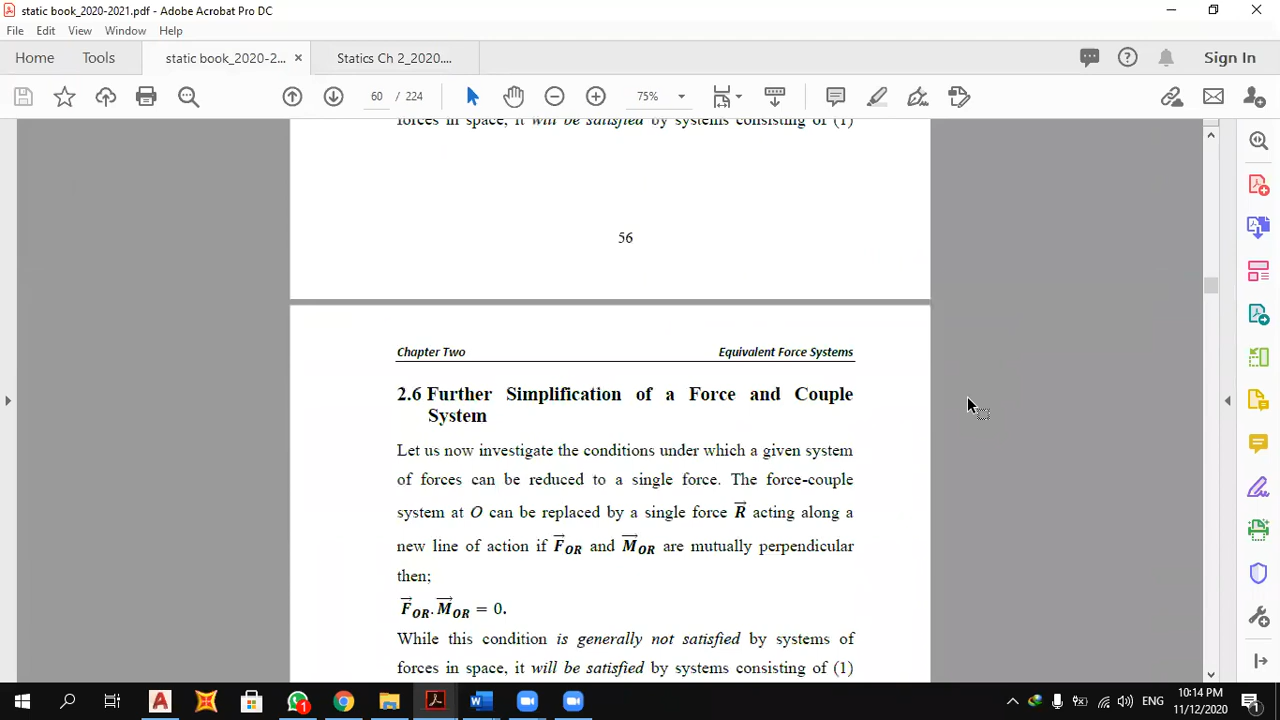 static book_2020-2021.pdf - Adobe Acrobat Pro DC
File Edit View Window Help
Home Tools static book_2020-2... × Statics Ch 2_2020.... Sign In
60 / 224 75%
forces in space, it will be satisfied by systems consisting of (1)
56
Chapter Two Equivalent Force Systems
2.6 Further Simplification of a Force and Couple
System
Let us now investigate the conditions under which a given system
of forces can be reduced to a single force. The force-couple
system at O can be replaced by a single force R⃗ acting along a
new line of action if F⃗OR and M⃗OR are mutually perpendicular
then;
F⃗OR. M⃗OR = 0.
While this condition is generally not satisfied by systems of
forces in space, it will be satisfied by systems consisting of (1)
ENG 10:14 PM
11/12/2020